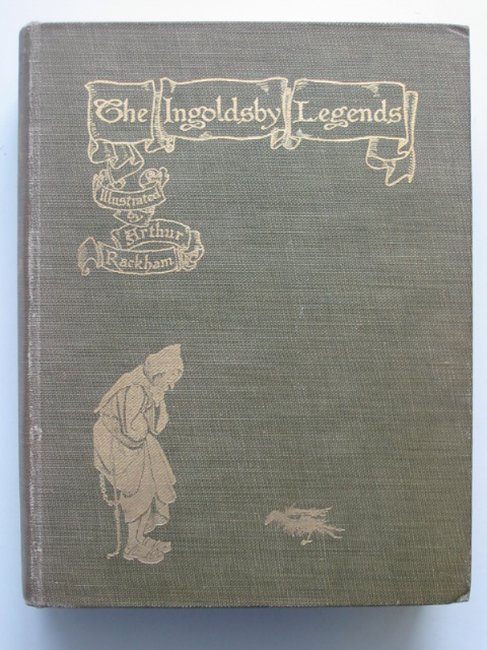 The Ingoldsby Legends
Illustrated
by
Arthur
Rackham